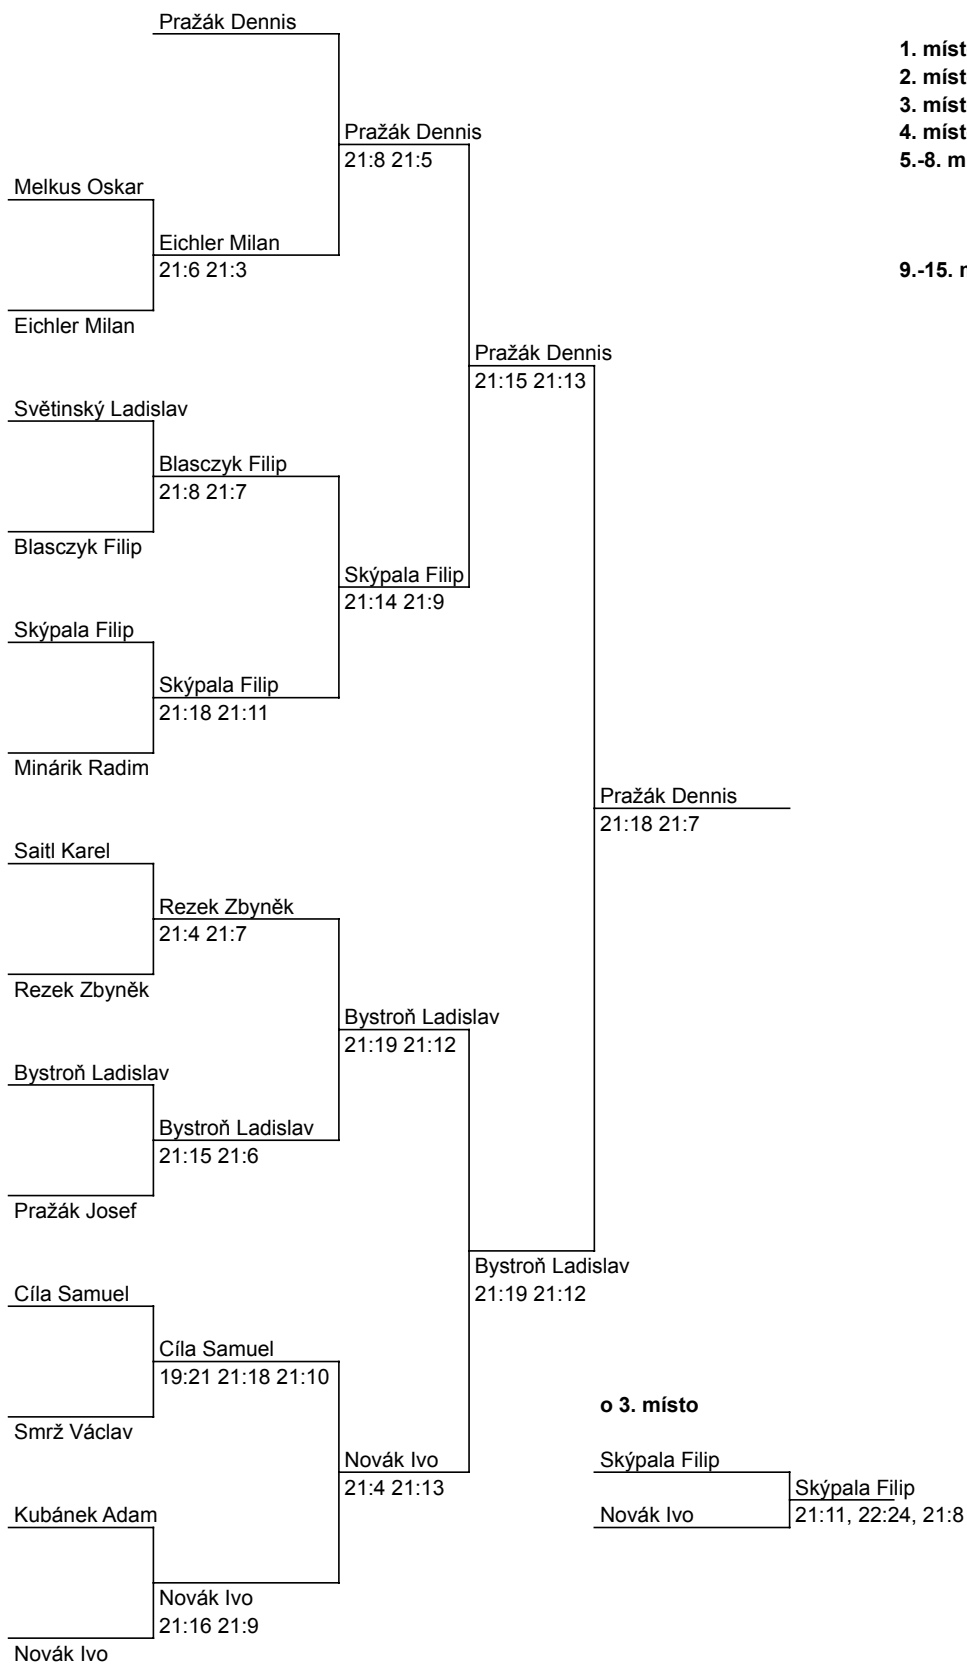 Pražák Dennis
1. míst
2. míst
3. míst
4. míst
5.-8. m
9.-15. m
Pražák Dennis
21:8 21:5
Melkus Oskar
Eichler Milan
21:6 21:3
Eichler Milan
Pražák Dennis
21:15 21:13
Světinský Ladislav
Blasczyk Filip
21:8 21:7
Blasczyk Filip
Skýpala Filip
21:14 21:9
Skýpala Filip
Skýpala Filip
21:18 21:11
Minárik Radim
Pražák Dennis
21:18 21:7
Saitl Karel
Rezek Zbyněk
21:4 21:7
Rezek Zbyněk
Bystroň Ladislav
21:19 21:12
Bystroň Ladislav
Bystroň Ladislav
21:15 21:6
Pražák Josef
Bystroň Ladislav
21:19 21:12
Cíla Samuel
Cíla Samuel
19:21 21:18 21:10
Smrž Václav
o 3. místo
Novák Ivo
21:4 21:13
Skýpala Filip
Skýpala Filip
21:11, 22:24, 21:8
Novák Ivo
Kubánek Adam
Novák Ivo
21:16 21:9
Novák Ivo